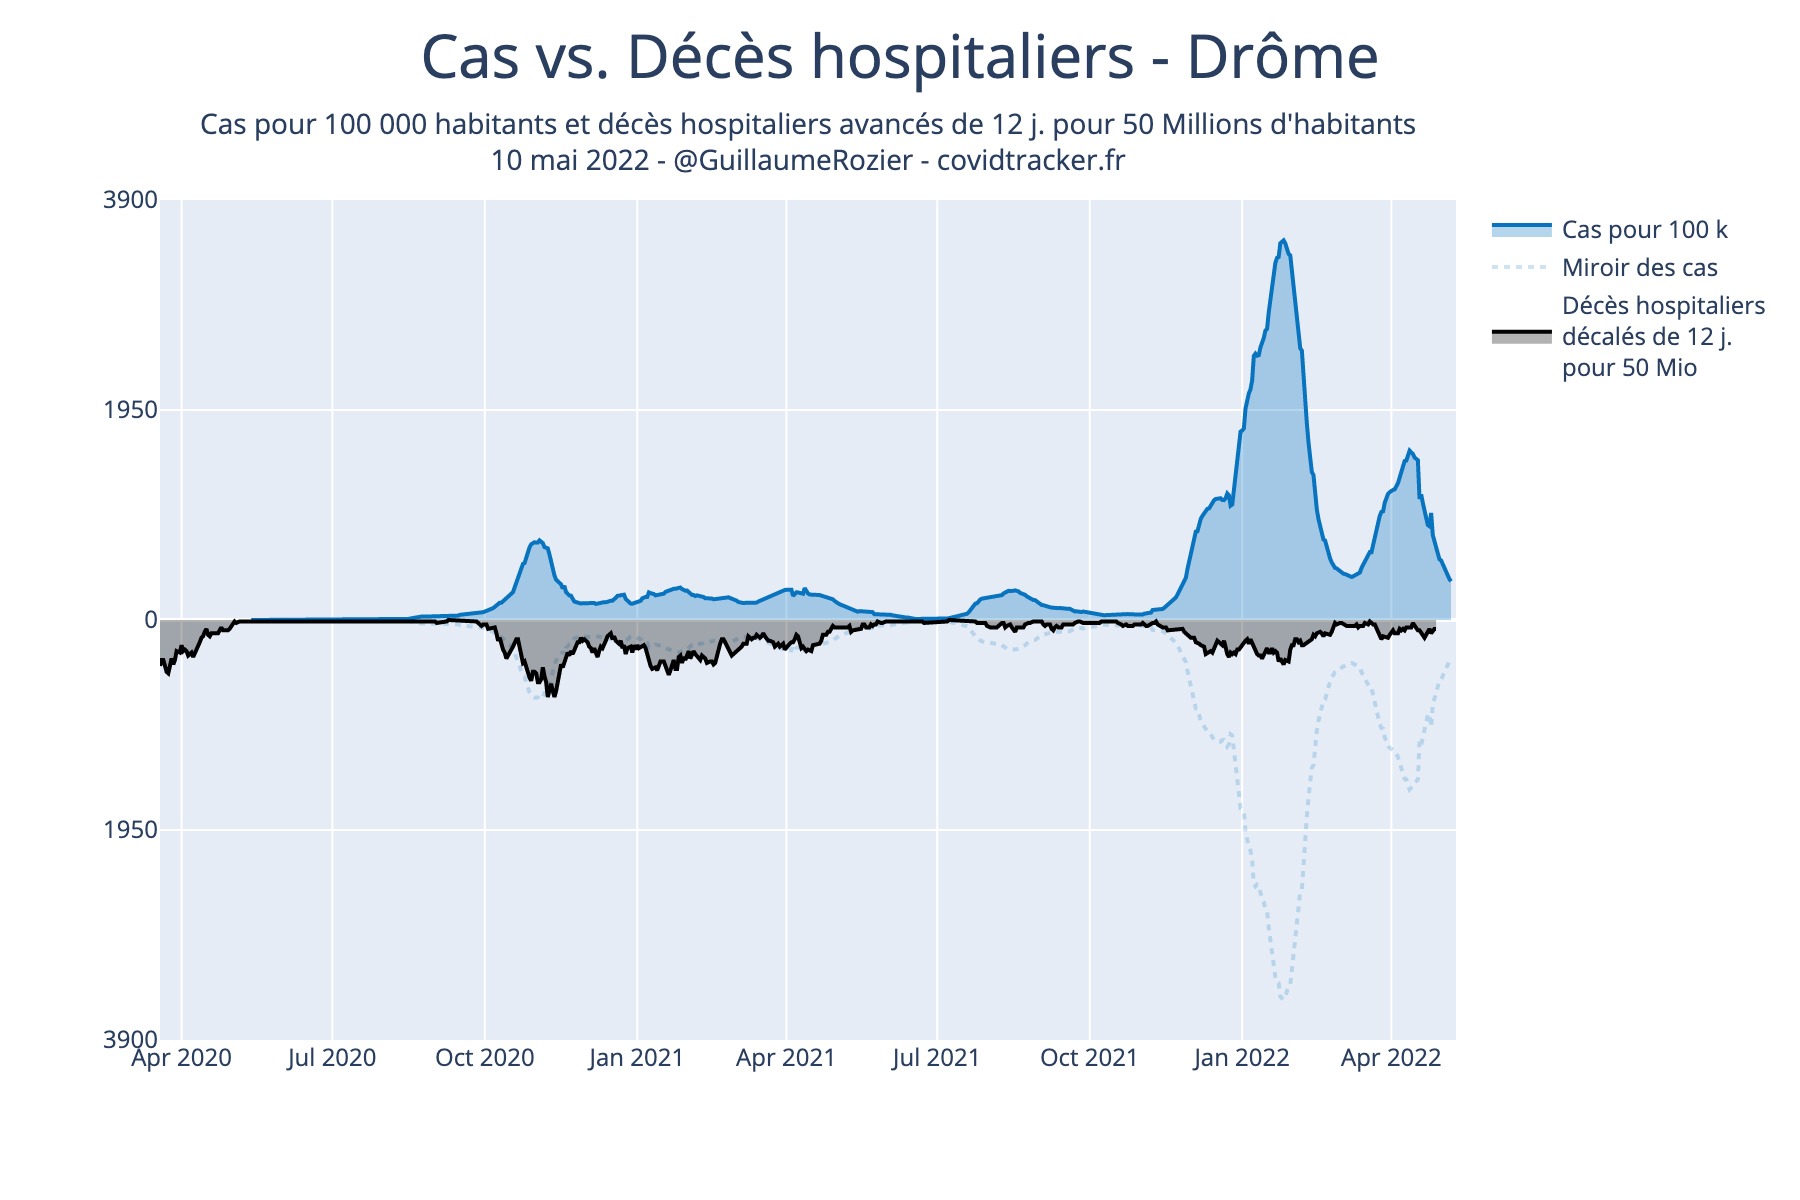 Cas vs. Décès hospitaliers - Drôme
Cas pour 100 000 habitants et décès hospitaliers avancés de 12 j. pour 50 Millions d'habitants
10 mai 2022 - @GuillaumeRozier - covidtracker.fr
3900
1950
0
1950
3900
Apr 2020
Jul 2020
Oct 2020
Jan 2021
Apr 2021
Jul 2021
Oct 2021
Jan 2022
Apr 2022
Cas pour 100 k
Miroir des cas
Décès hospitaliers
décalés de 12 j.
pour 50 Mio